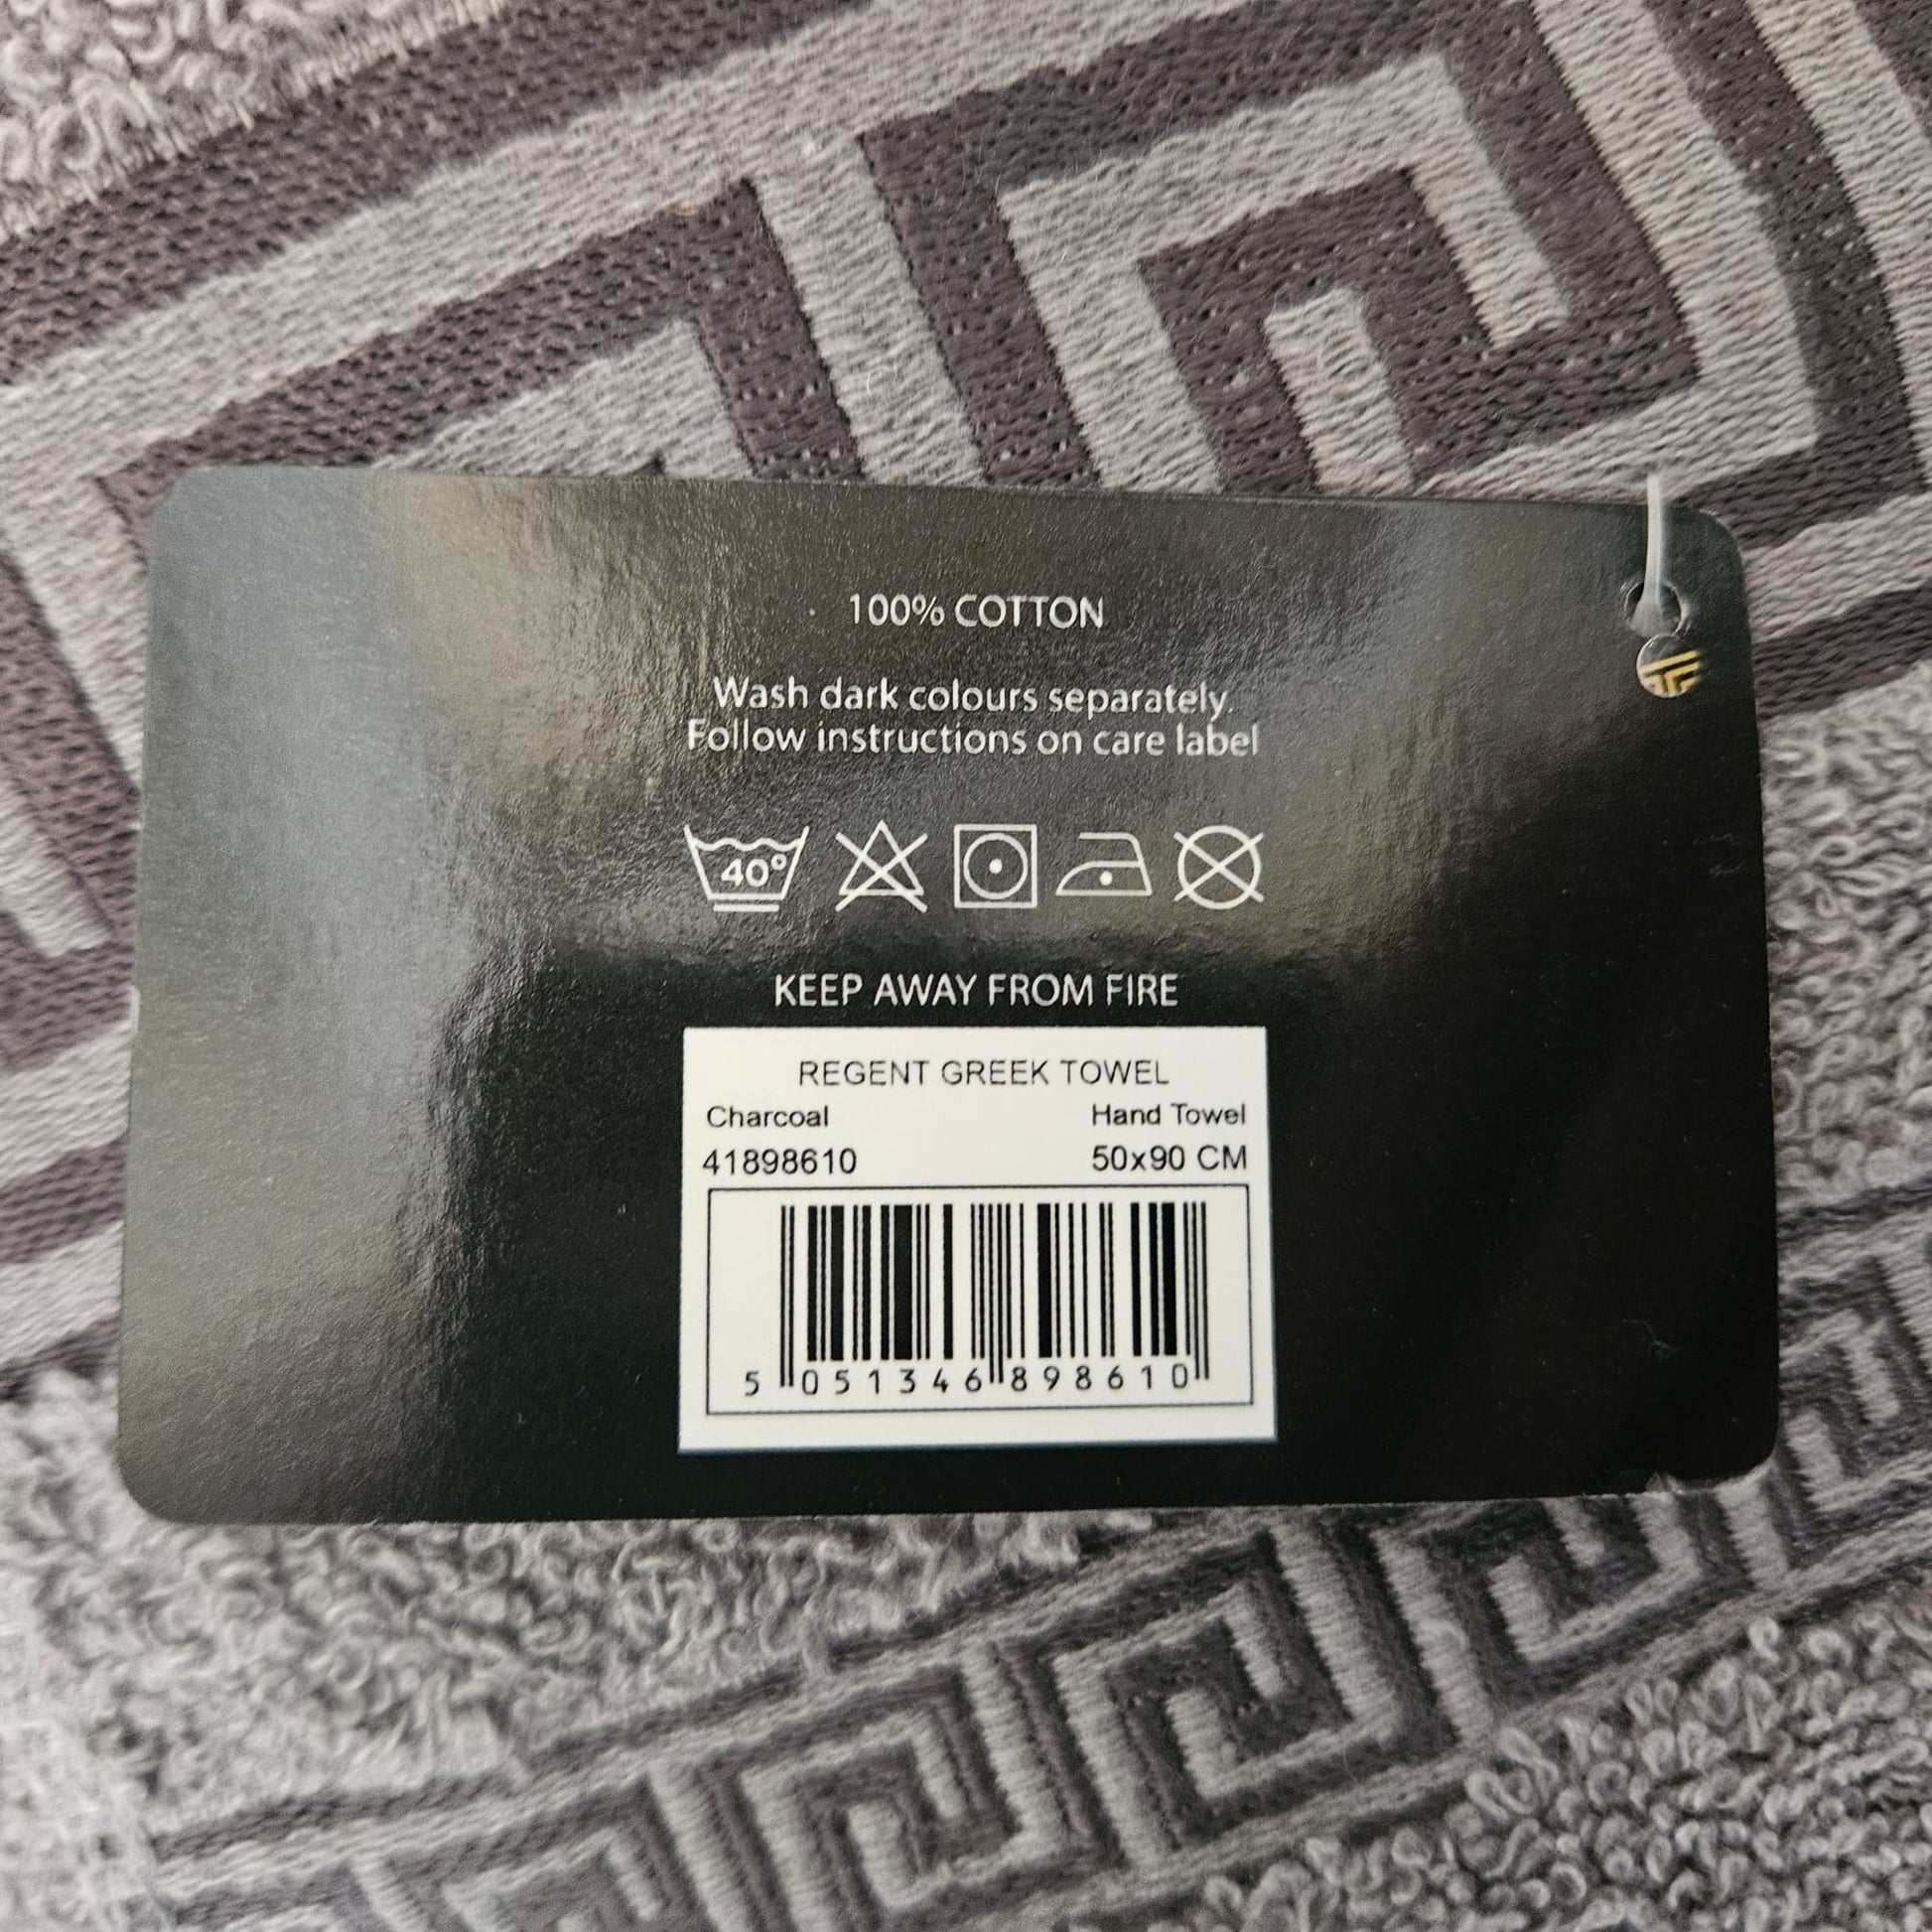 100% COTTON
Wash dark colours separately.
Follow instructions on care label
40°
KEEP AWAY FROM FIRE
REGENT GREEK TOWEL
Charcoal Hand Towel
41898610 50x90 CM
5 051346 898610